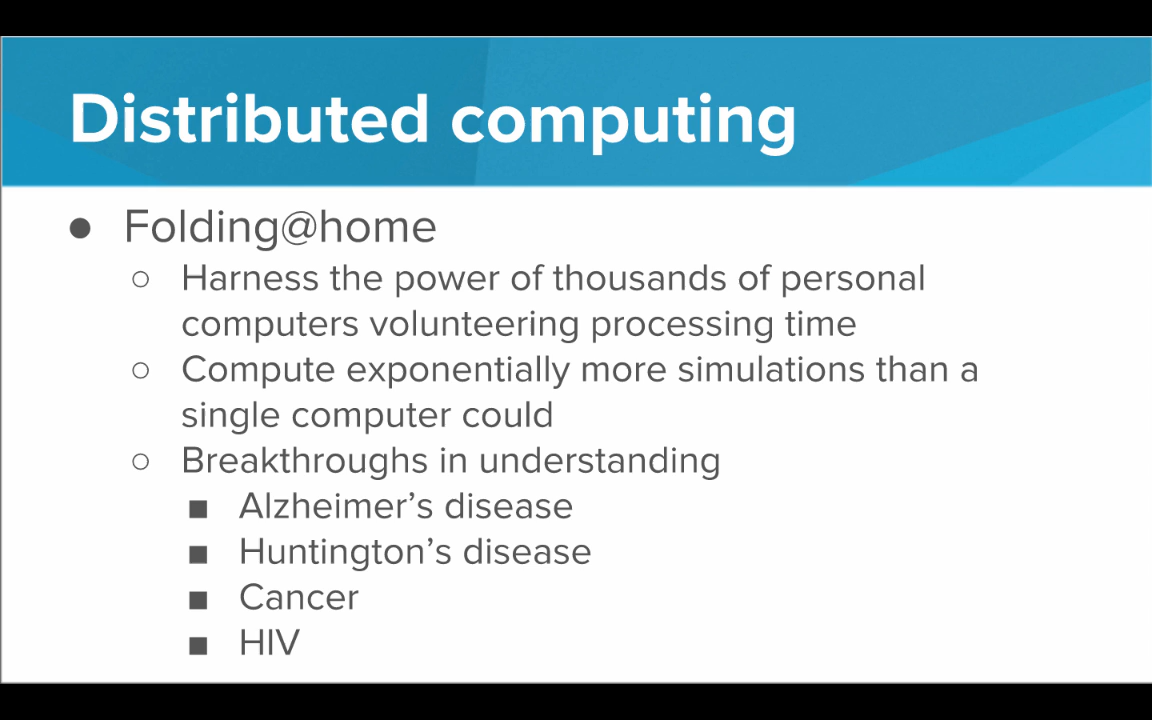 Distributed computing
● Folding@home
○ Harness the power of thousands of personal
computers volunteering processing time
○ Compute exponentially more simulations than a
single computer could
○ Breakthroughs in understanding
■ Alzheimer’s disease
■ Huntington’s disease
■ Cancer
■ HIV